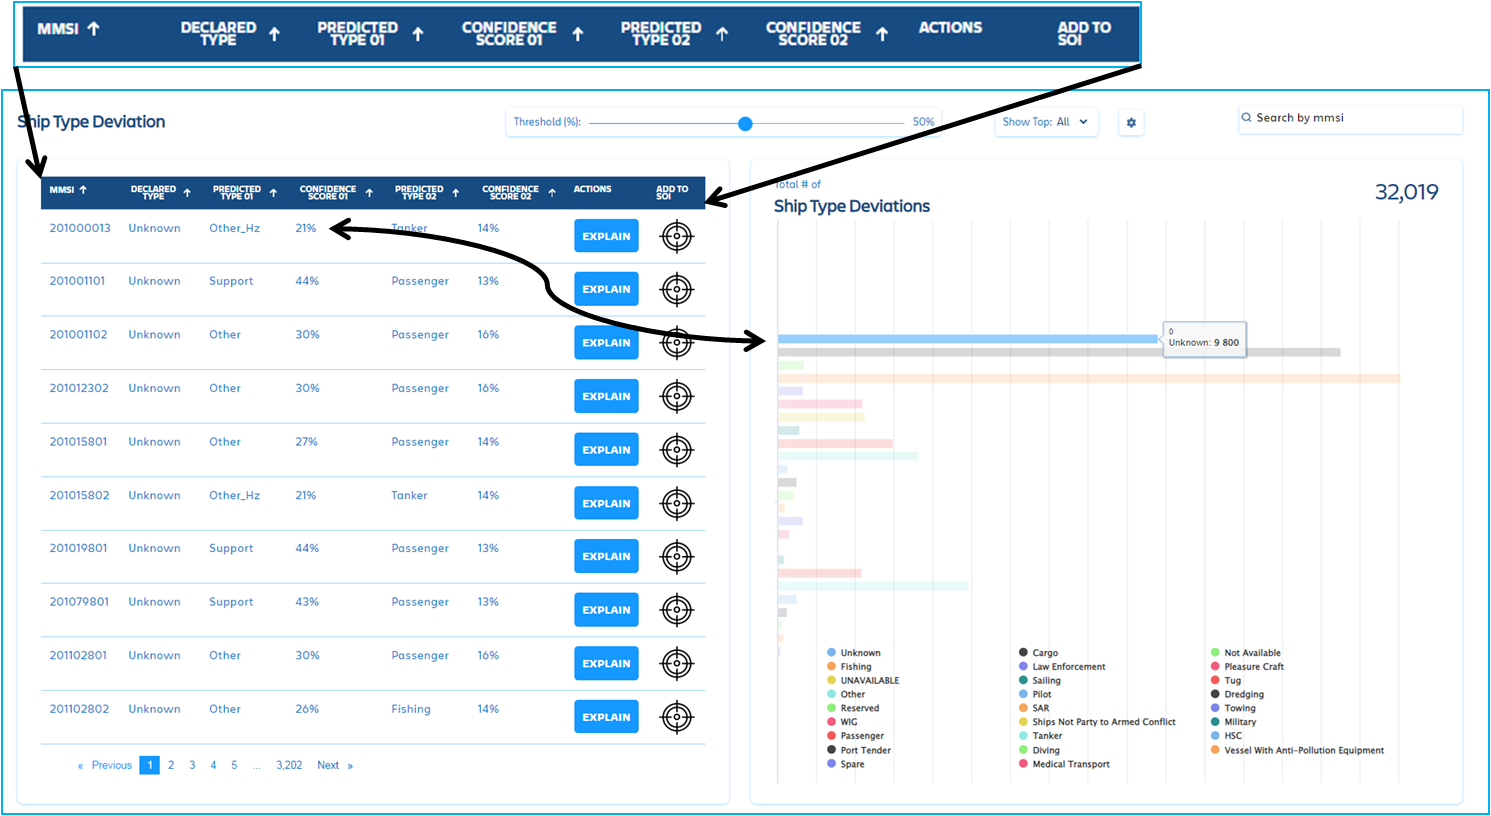 MMSI DECLARED TYPE PREDICTED TYPE 01 CONFIDENCE SCORE 01 PREDICTED TYPE 02 CONFIDENCE SCORE 02 ACTIONS ADD TO SOI
Ship Type Deviation
Threshold (%): 50%
Show Top: All
Search by mmsi
MMSI DECLARED TYPE PREDICTED TYPE 01 CONFIDENCE SCORE 01 PREDICTED TYPE 02 CONFIDENCE SCORE 02 ACTIONS ADD TO SOI
201000013 Unknown Other_Hz 21% Tanker 14% EXPLAIN
201001101 Unknown Support 44% Passenger 13% EXPLAIN
201001102 Unknown Other 30% Passenger 16% EXPLAIN
201012302 Unknown Other 30% Passenger 16% EXPLAIN
201015801 Unknown Other 27% Passenger 14% EXPLAIN
201015802 Unknown Other_Hz 21% Tanker 14% EXPLAIN
201019801 Unknown Support 44% Passenger 13% EXPLAIN
201079801 Unknown Support 43% Passenger 13% EXPLAIN
201102801 Unknown Other 30% Passenger 16% EXPLAIN
201102802 Unknown Other 26% Fishing 14% EXPLAIN
« Previous 1 2 3 4 5 ... 3,202 Next »
Total # of
Ship Type Deviations
32,019
0
Unknown: 9 800
Unknown Cargo Not Available
Fishing Law Enforcement Pleasure Craft
UNAVAILABLE Sailing Tug
Other Pilot Dredging
Reserved SAR Towing
WIG Ships Not Party to Armed Conflict Military
Passenger Tanker HSC
Port Tender Diving Vessel With Anti-Pollution Equipment
Spare Medical Transport